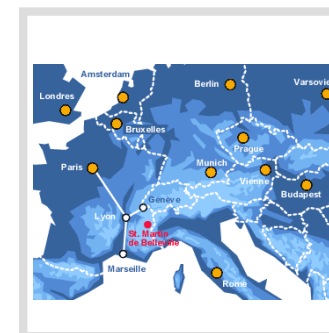 Amsterdam
Berlin
Varsovie
Londres
Bruxelles
Prague
Paris
Munich
Vienne
Budapest
Genève
Lyon
St. Martin
de Belleville
Marseille
Rome